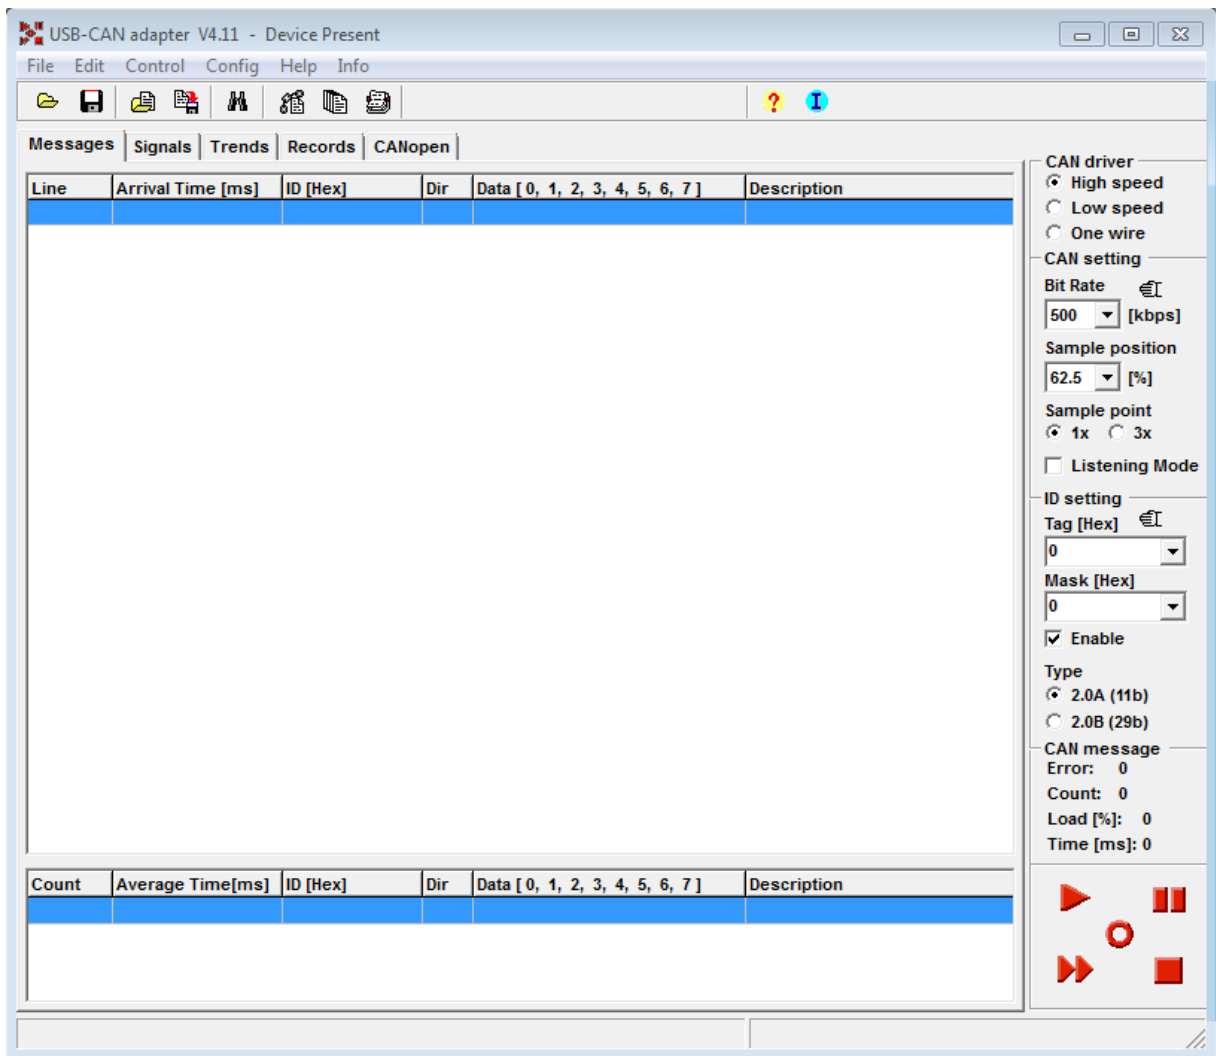 USB-CAN adapter V4.11 - Device Present
File Edit Control Config Help Info
? I
Messages Signals Trends Records CANopen
Line Arrival Time [ms] ID [Hex] Dir Data [ 0, 1, 2, 3, 4, 5, 6, 7 ] Description
Count Average Time[ms] ID [Hex] Dir Data [ 0, 1, 2, 3, 4, 5, 6, 7 ] Description
CAN driver
High speed
Low speed
One wire
CAN setting
Bit Rate
500 [kbps]
Sample position
62.5 [%]
Sample point
1x 3x
Listening Mode
ID setting
Tag [Hex]
0
Mask [Hex]
0
Enable
Type
2.0A (11b)
2.0B (29b)
CAN message
Error: 0
Count: 0
Load [%]: 0
Time [ms]: 0